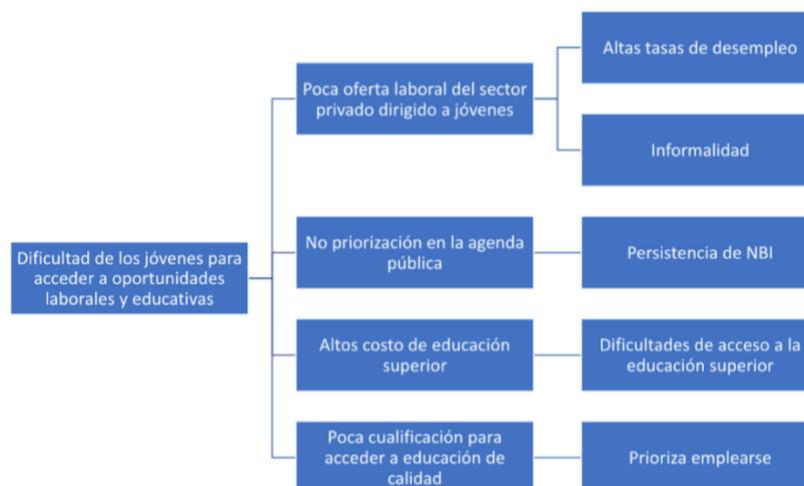 Dificultad de los jóvenes para
acceder a oportunidades
laborales y educativas
Poca oferta laboral del sector
privado dirigido a jóvenes
Altas tasas de desempleo
Informalidad
No priorización en la agenda
pública
Persistencia de NBI
Altos costo de educación
superior
Dificultades de acceso a la
educación superior
Poca cualificación para
acceder a educación de
calidad
Prioriza emplearse